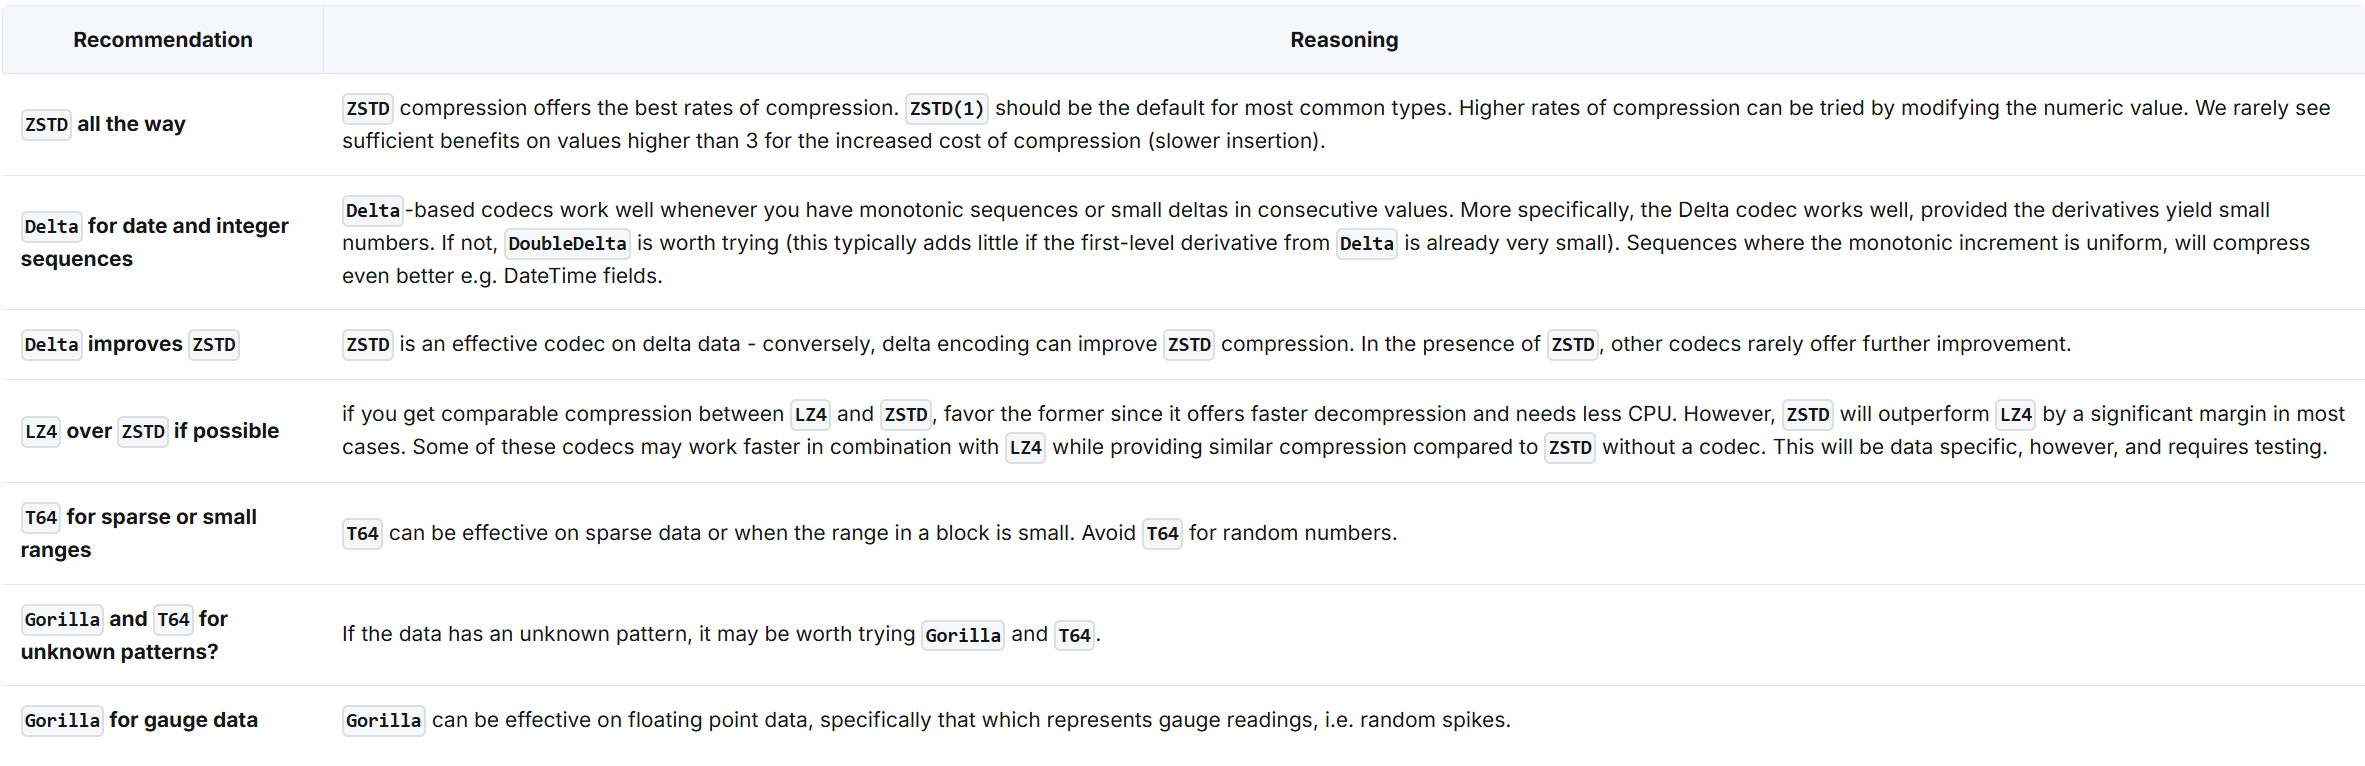 Recommendation
Reasoning
ZSTD all the way
ZSTD compression offers the best rates of compression. ZSTD(1) should be the default for most common types. Higher rates of compression can be tried by modifying the numeric value. We rarely see
sufficient benefits on values higher than 3 for the increased cost of compression (slower insertion).
Delta for date and integer
sequences
Delta-based codecs work well whenever you have monotonic sequences or small deltas in consecutive values. More specifically, the Delta codec works well, provided the derivatives yield small
numbers. If not, DoubleDelta is worth trying (this typically adds little if the first-level derivative from Delta is already very small). Sequences where the monotonic increment is uniform, will compress
even better e.g. DateTime fields.
Delta improves ZSTD
ZSTD is an effective codec on delta data - conversely, delta encoding can improve ZSTD compression. In the presence of ZSTD, other codecs rarely offer further improvement.
LZ4 over ZSTD if possible
if you get comparable compression between LZ4 and ZSTD, favor the former since it offers faster decompression and needs less CPU. However, ZSTD will outperform LZ4 by a significant margin in most
cases. Some of these codecs may work faster in combination with LZ4 while providing similar compression compared to ZSTD without a codec. This will be data specific, however, and requires testing.
T64 for sparse or small
ranges
T64 can be effective on sparse data or when the range in a block is small. Avoid T64 for random numbers.
Gorilla and T64 for
unknown patterns?
If the data has an unknown pattern, it may be worth trying Gorilla and T64.
Gorilla for gauge data
Gorilla can be effective on floating point data, specifically that which represents gauge readings, i.e. random spikes.